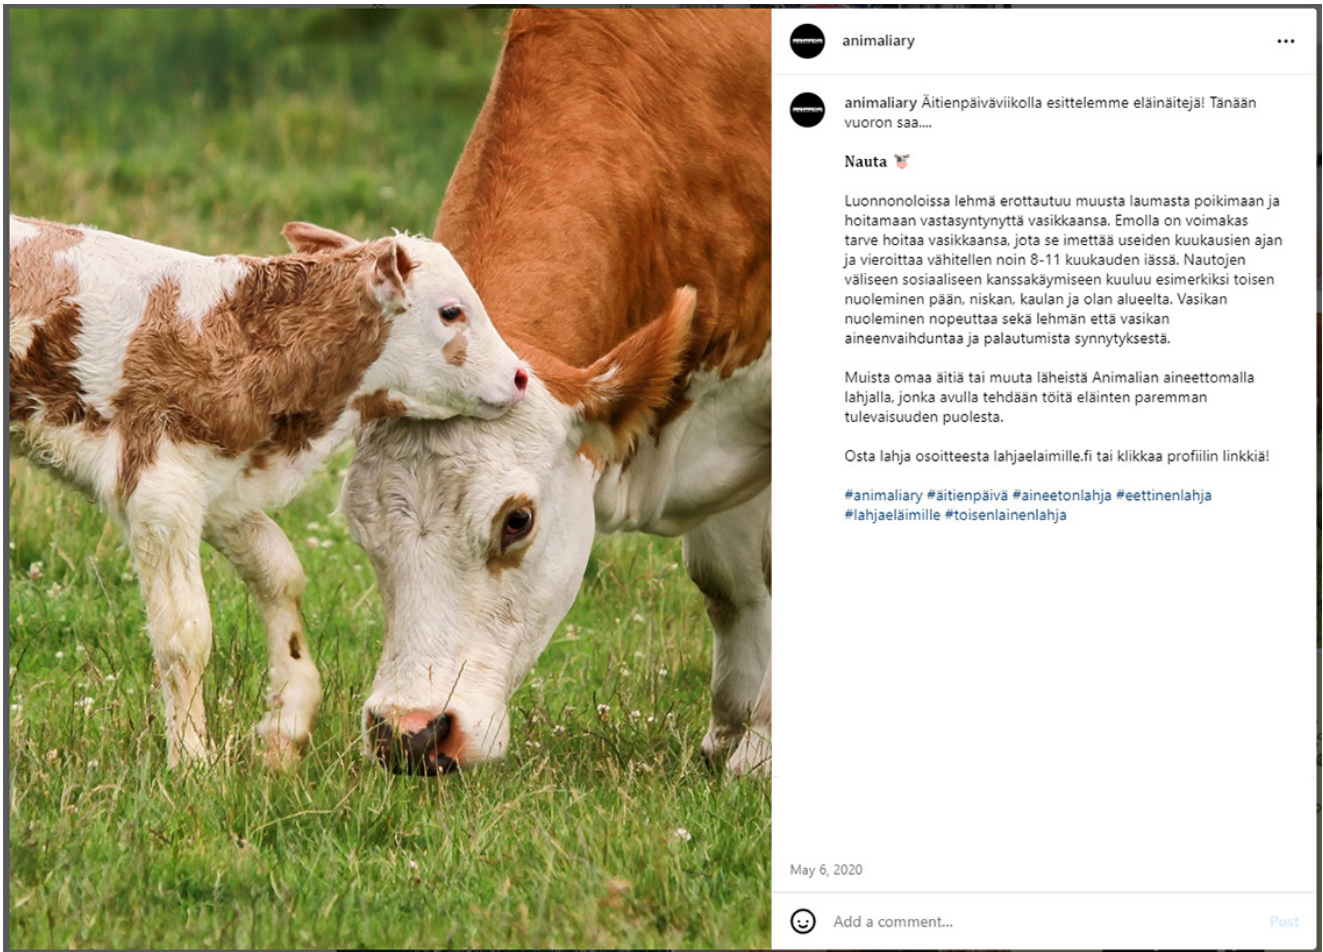 animaliary
animaliary Äitienpäiväviikolla esittelemme eläinäitejä! Tänään
vuoron saa....
Nauta 🐮
Luonnonoloissa lehmä erottautuu muusta laumasta poikimaan ja
hoitamaan vastasyntynyttä vasikkaansa. Emolla on voimakas
tarve hoitaa vasikkaansa, jota se imettää useiden kuukausien ajan
ja vieroittaa vähitellen noin 8-11 kuukauden iässä. Nautojen
väliseen sosiaaliseen kanssakäymiseen kuuluu esimerkiksi toisen
nuoleminen pään, niskan, kaulan ja olan alueelta. Vasikan
nuoleminen nopeuttaa sekä lehmän että vasikan
aineenvaihduntaa ja palautumista synnytyksestä.
Muista omaa äitiä tai muuta läheistä Animalian aineettomalla
lahjalla, jonka avulla tehdään töitä eläinten paremman
tulevaisuuden puolesta.
Osta lahja osoitteesta lahjaelaimille.fi tai klikkaa profiilin linkkiä!
#animaliary #äitienpäivä #aineetonlahja #eettinenlahja
#lahjaeläimille #toisenlainenlahja
May 6, 2020
Add a comment... Post